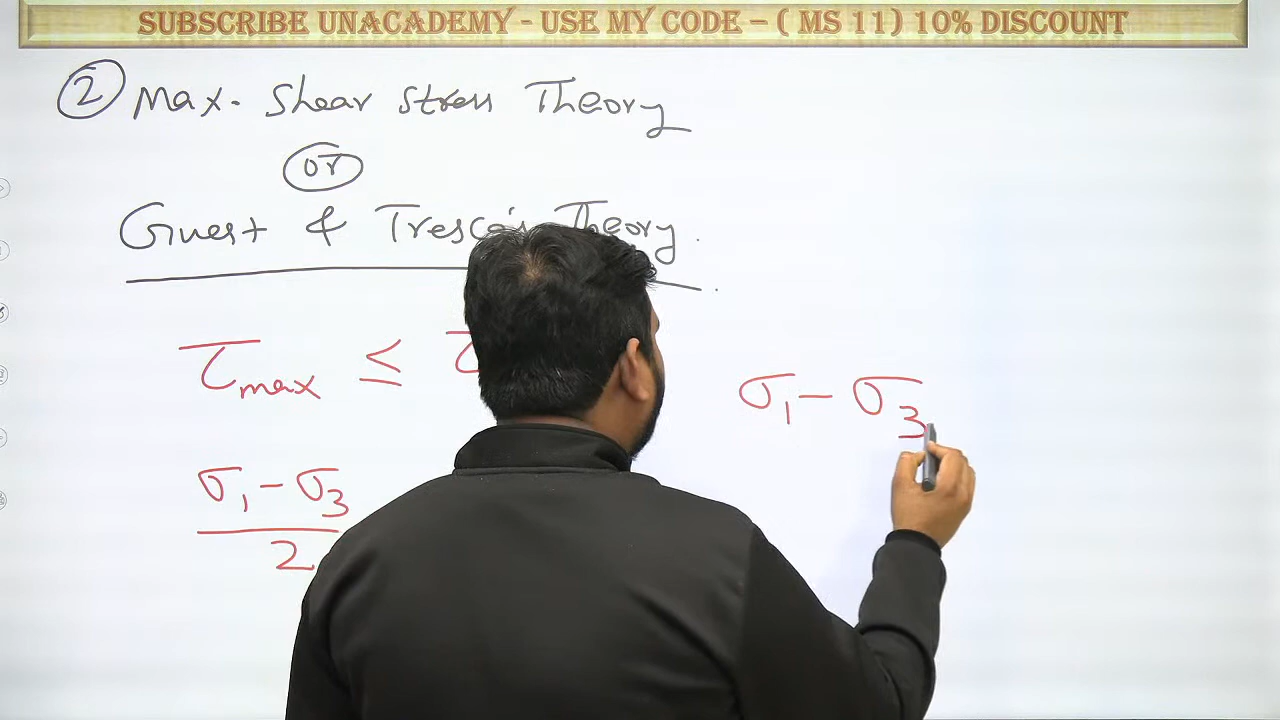 SUBSCRIBE UNACADEMY - USE MY CODE – ( MS 11) 10% DISCOUNT
② Max. Shear Stress Theory
or
Guest & Tresca's Theory.
τmax ≤ τ
σ1 - σ3
σ1 - σ3
2